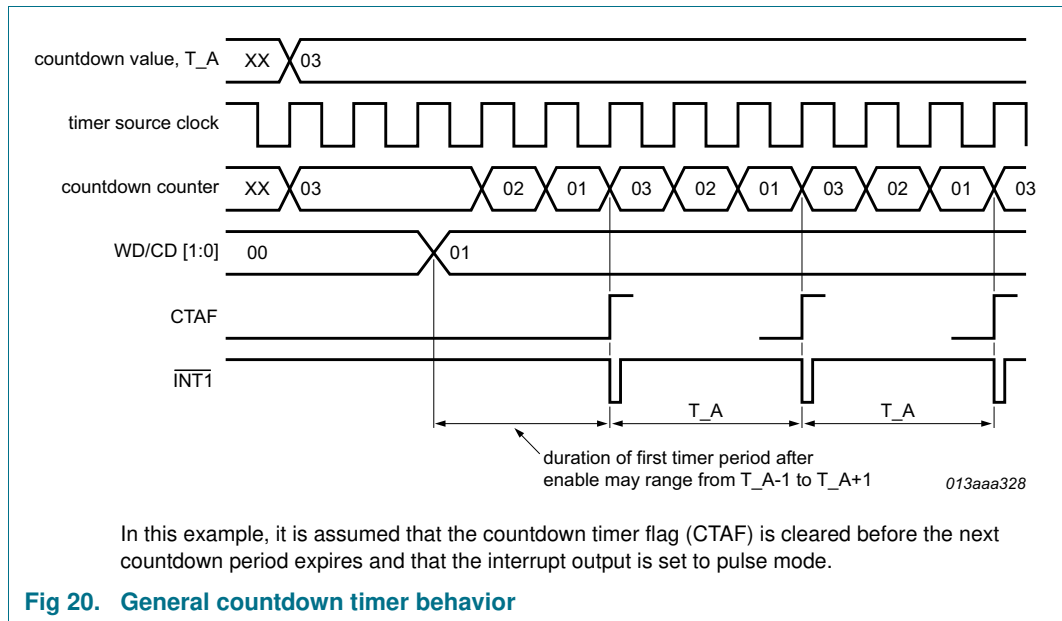 countdown value, T_A XX 03
timer source clock
countdown counter XX 03 02 01 03 02 01 03 02 01 03
WD/CD [1:0] 00 01
CTAF
INT1
T_A T_A
duration of first timer period after
enable may range from T_A-1 to T_A+1
013aaa328
In this example, it is assumed that the countdown timer flag (CTAF) is cleared before the next
countdown period expires and that the interrupt output is set to pulse mode.
Fig 20. General countdown timer behavior